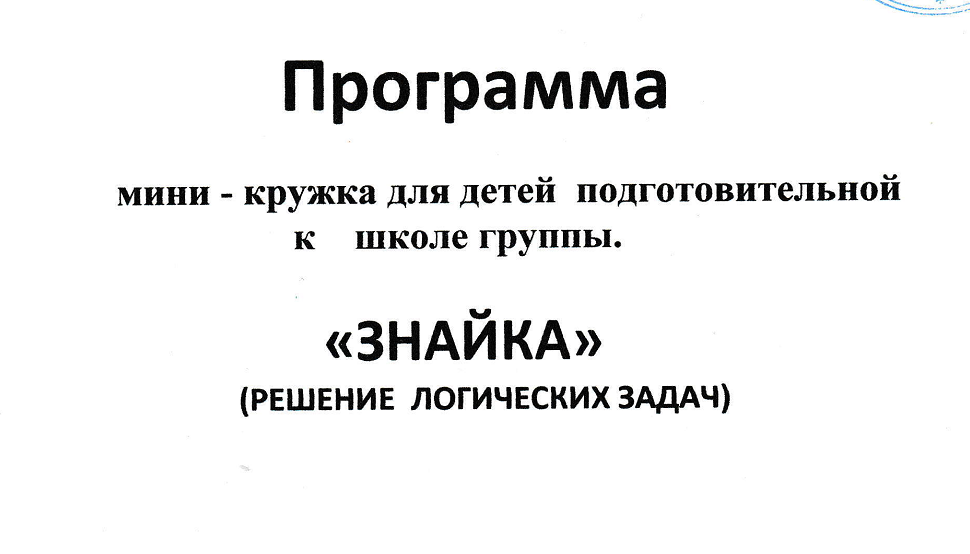 Программа
мини - кружка для детей подготовительной
к школе группы.
«ЗНАЙКА»
(РЕШЕНИЕ ЛОГИЧЕСКИХ ЗАДАЧ)